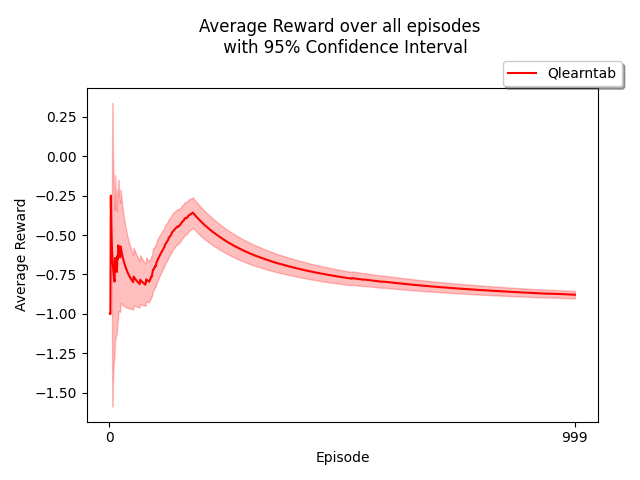 Average Reward over all episodes
with 95% Confidence Interval
Qlearntab
Average Reward
0.25
0.00
−0.25
−0.50
−0.75
−1.00
−1.25
−1.50
0
999
Episode